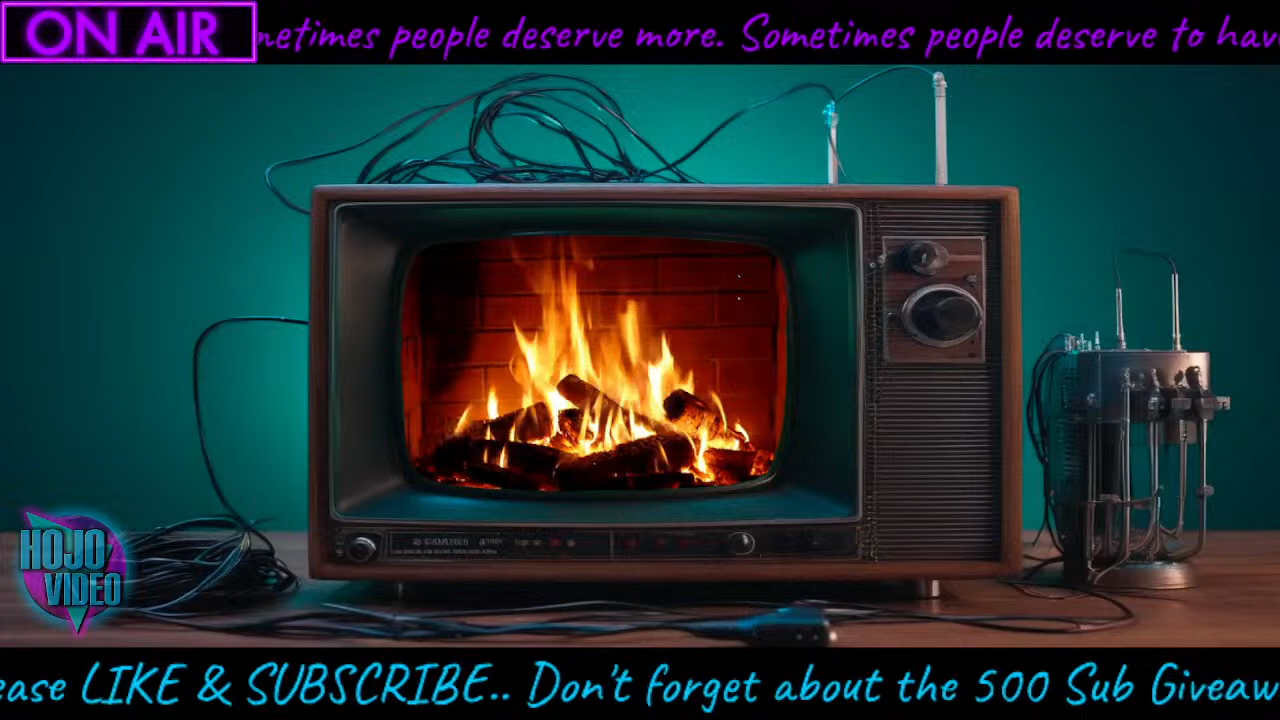 ON AIR
netimes people deserve more. Sometimes people deserve to hav
HOJO
VIDEO
ease LIKE & SUBSCRIBE.. Don't forget about the 500 Sub Giveaw